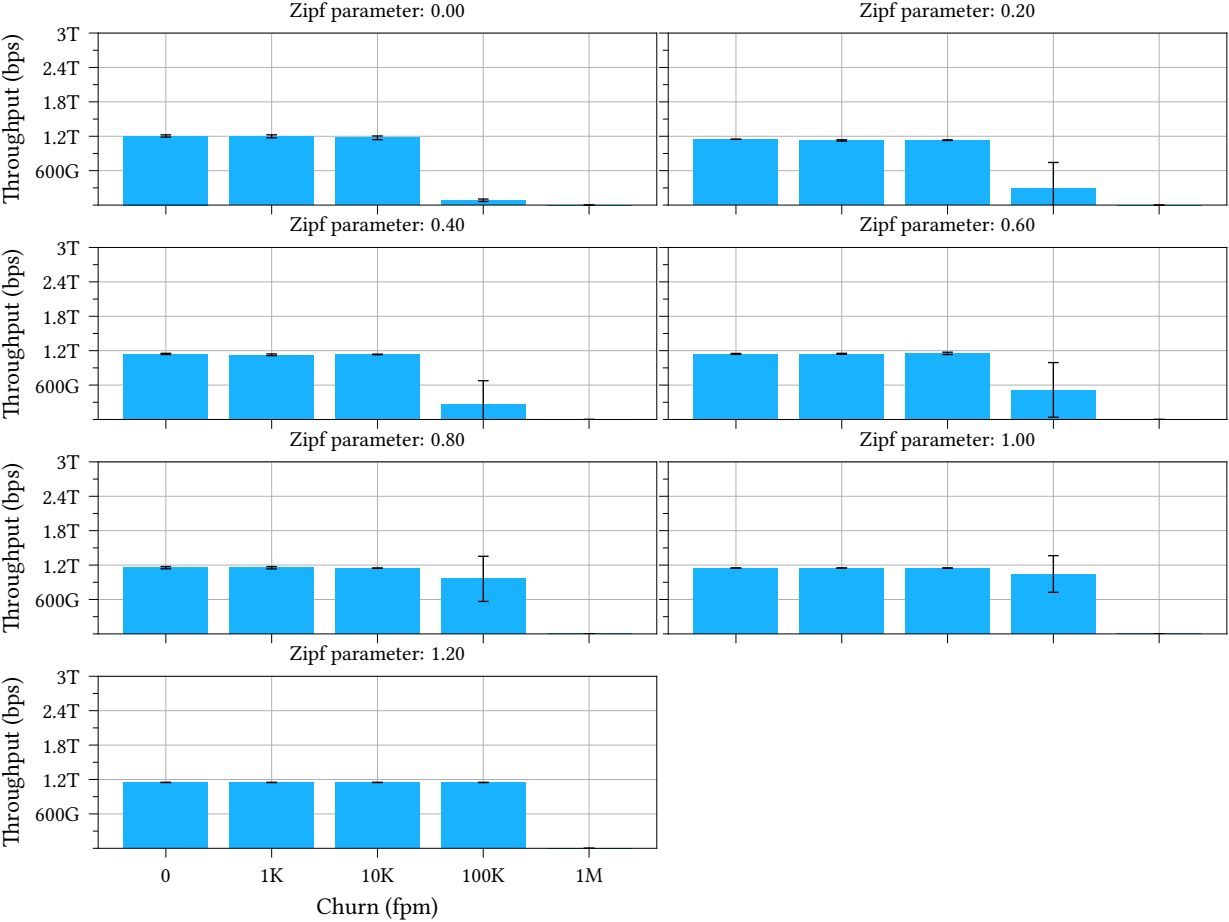 Zipf parameter: 0.00
Zipf parameter: 0.20
Throughput (bps)
3T
2.4T
1.8T
1.2T
600G
Zipf parameter: 0.40
Zipf parameter: 0.60
Throughput (bps)
3T
2.4T
1.8T
1.2T
600G
Zipf parameter: 0.80
Zipf parameter: 1.00
Throughput (bps)
3T
2.4T
1.8T
1.2T
600G
Zipf parameter: 1.20
Throughput (bps)
3T
2.4T
1.8T
1.2T
600G
0 1K 10K 100K 1M
Churn (fpm)